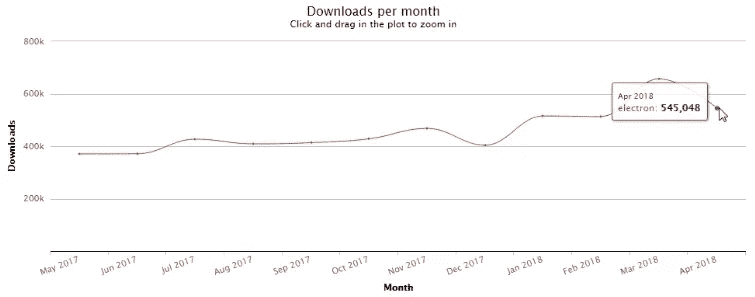 Downloads per month
Click and drag in the plot to zoom in
800k
600k
400k
200k
Downloads
Apr 2018
electron: 545,048
May 2017
Jun 2017
Jul 2017
Aug 2017
Sep 2017
Oct 2017
Nov 2017
Dec 2017
Jan 2018
Feb 2018
Mar 2018
Apr 2018
Month